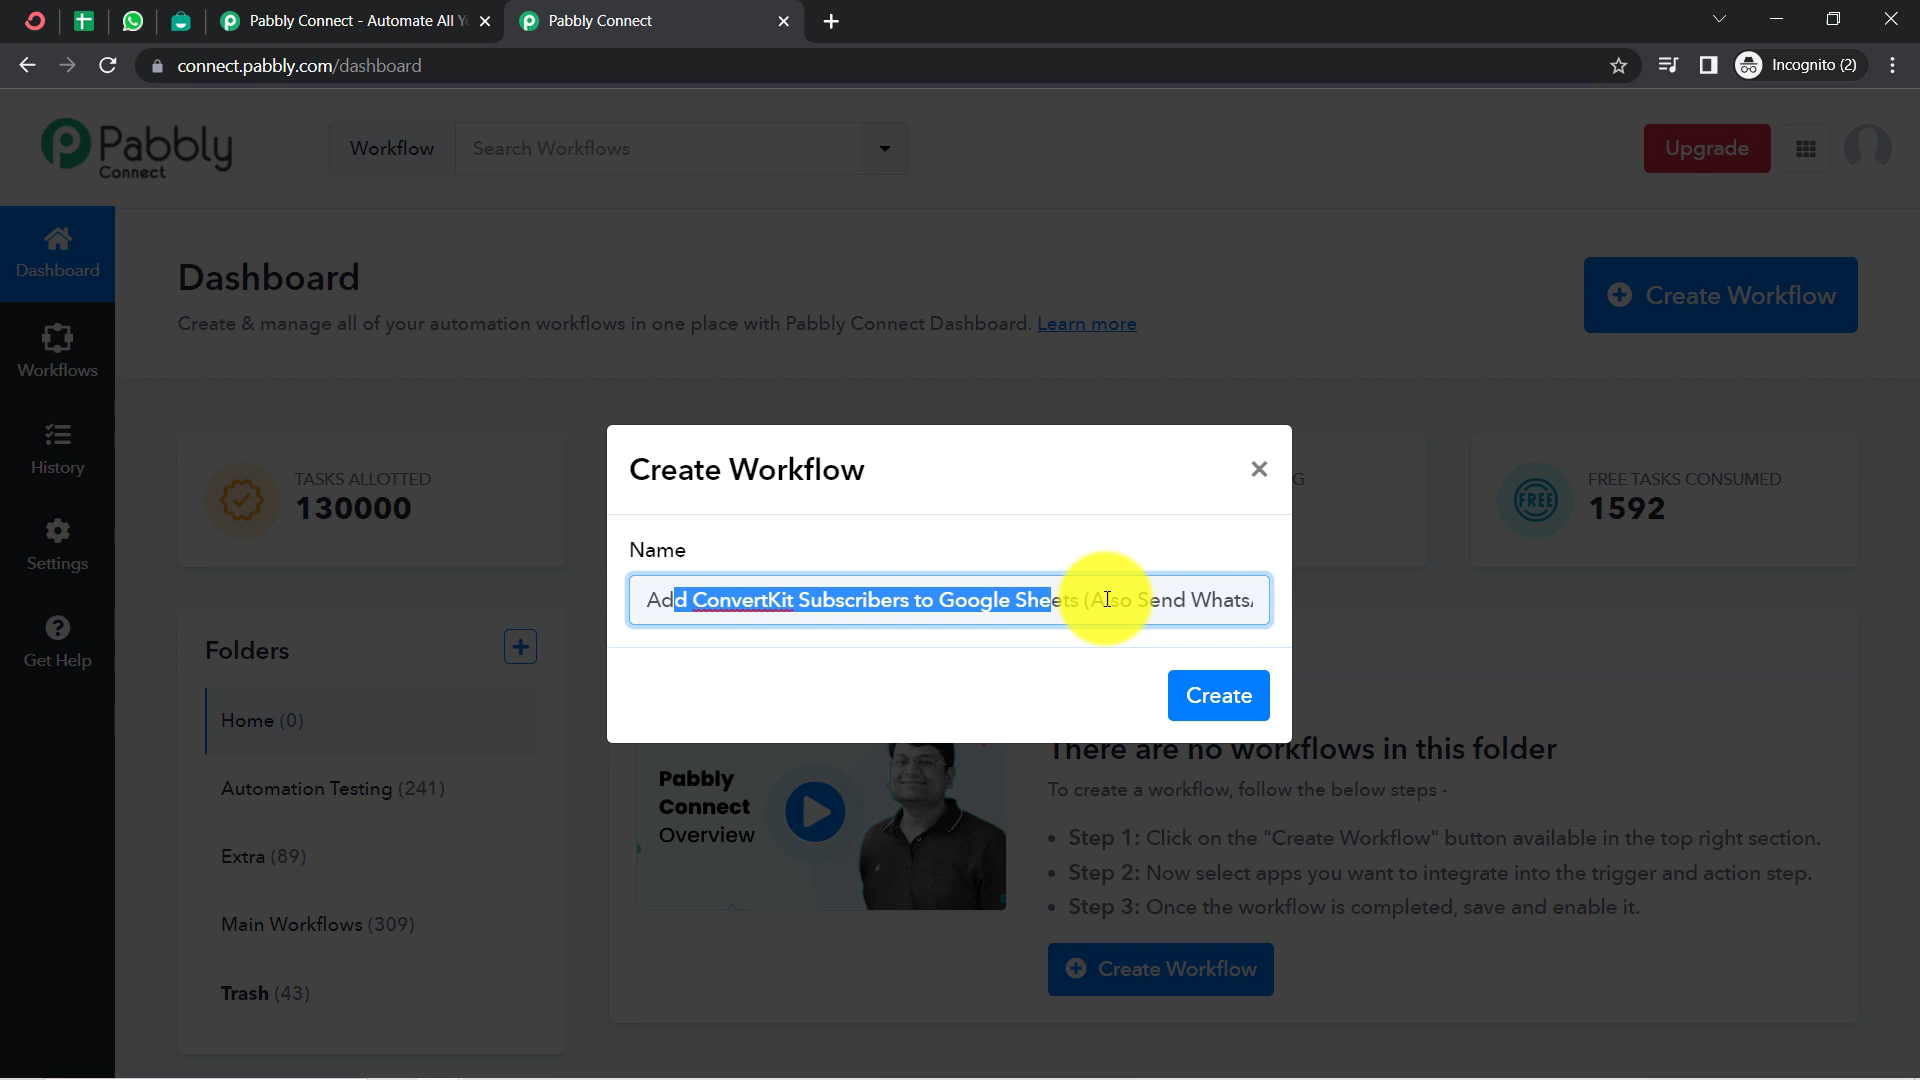 Pabbly Connect - Automate All Y
Pabbly Connect
connect.pabbly.com/dashboard
Incognito (2)
Pabbly
Connect
Workflow
Search Workflows
Upgrade
Dashboard
Workflows
History
Settings
Get Help
Dashboard
Create & manage all of your automation workflows in one place with Pabbly Connect Dashboard. Learn more
Create Workflow
TASKS ALLOTTED
130000
G
FREE
FREE TASKS CONSUMED
1592
Create Workflow
Name
Add ConvertKit Subscribers to Google Sheets (Also Send Whats
Create
Folders
Home (0)
Automation Testing (241)
Extra (89)
Main Workflows (309)
Trash (43)
Pabbly
Connect
Overview
There are no workflows in this folder
To create a workflow, follow the below steps -
• Step 1: Click on the "Create Workflow" button available in the top right section.
• Step 2: Now select apps you want to integrate into the trigger and action step.
• Step 3: Once the workflow is completed, save and enable it.
Create Workflow